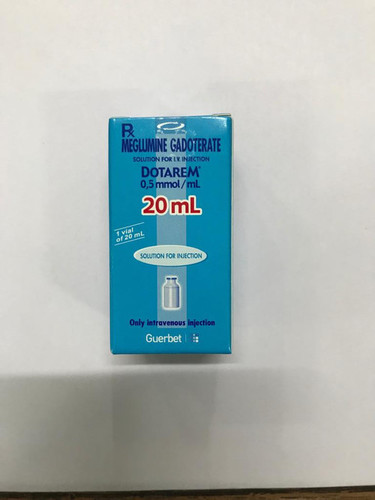 Rx
MEGLUMINE GADOTERATE
SOLUTION FOR I.V. INJECTION
DOTAREM®
0,5 mmol/mL
20 mL
1 vial
of 20 mL
SOLUTION FOR INJECTION
Only intravenous injection
Guerbet